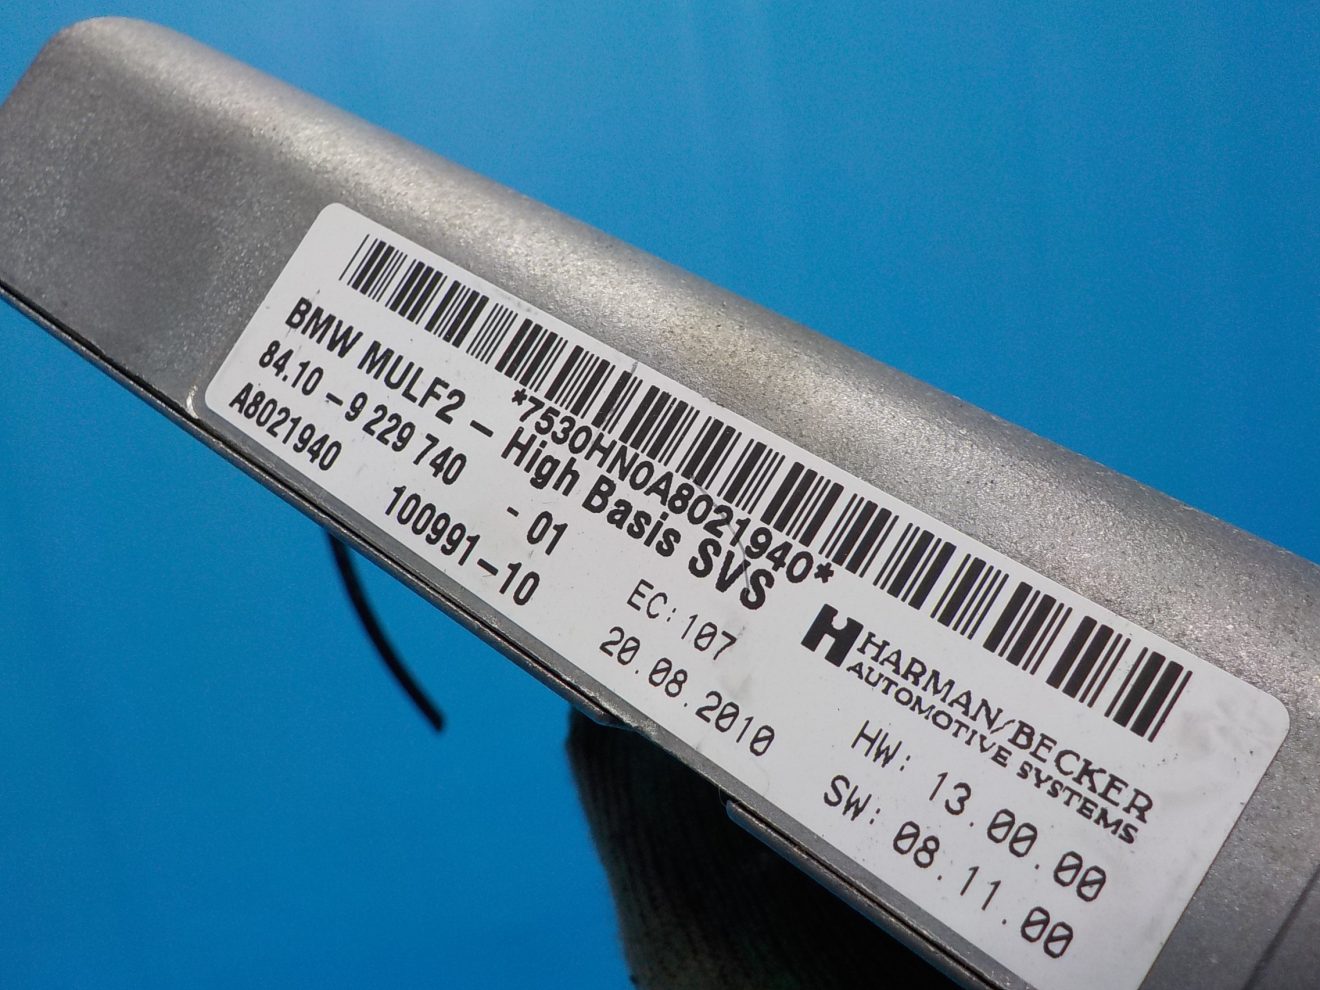 *7530HN0A8021940*
BMW MULF2 – High Basis SVS
84.10 – 9 229 740 - 01 EC:107
A8021940 100991–10 20.08.2010
H HARMAN/BECKER
AUTOMOTIVE SYSTEMS
HW: 13.00.00
SW: 08.11.00